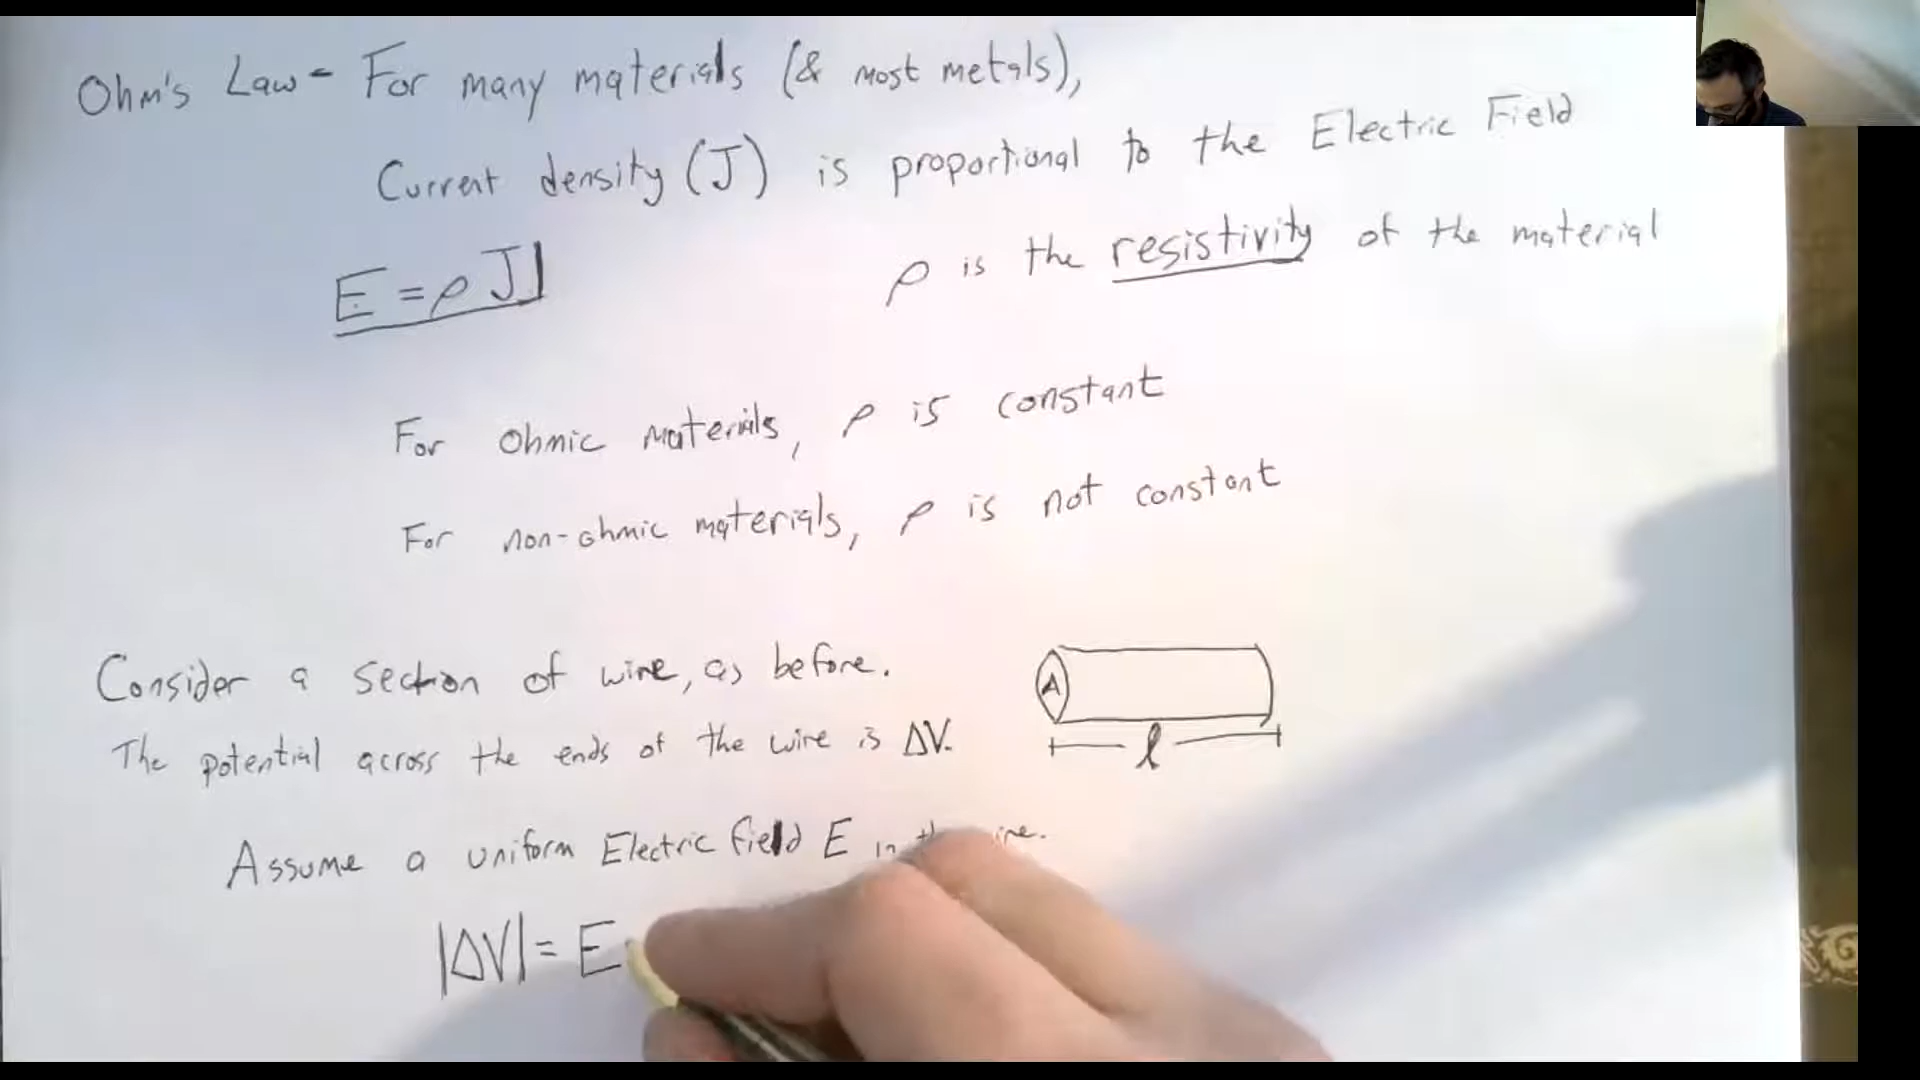 Ohm's Law - For many materials (& most metals),
Current density (J) is proportional to the Electric Field
E = ρ J
ρ is the resistivity of the material
For ohmic materials, ρ is constant
For non-ohmic materials, ρ is not constant
Consider a section of wire, as before.
A
The potential across the ends of the wire is ΔV.
l
Assume a uniform Electric field E in
|ΔV| = E